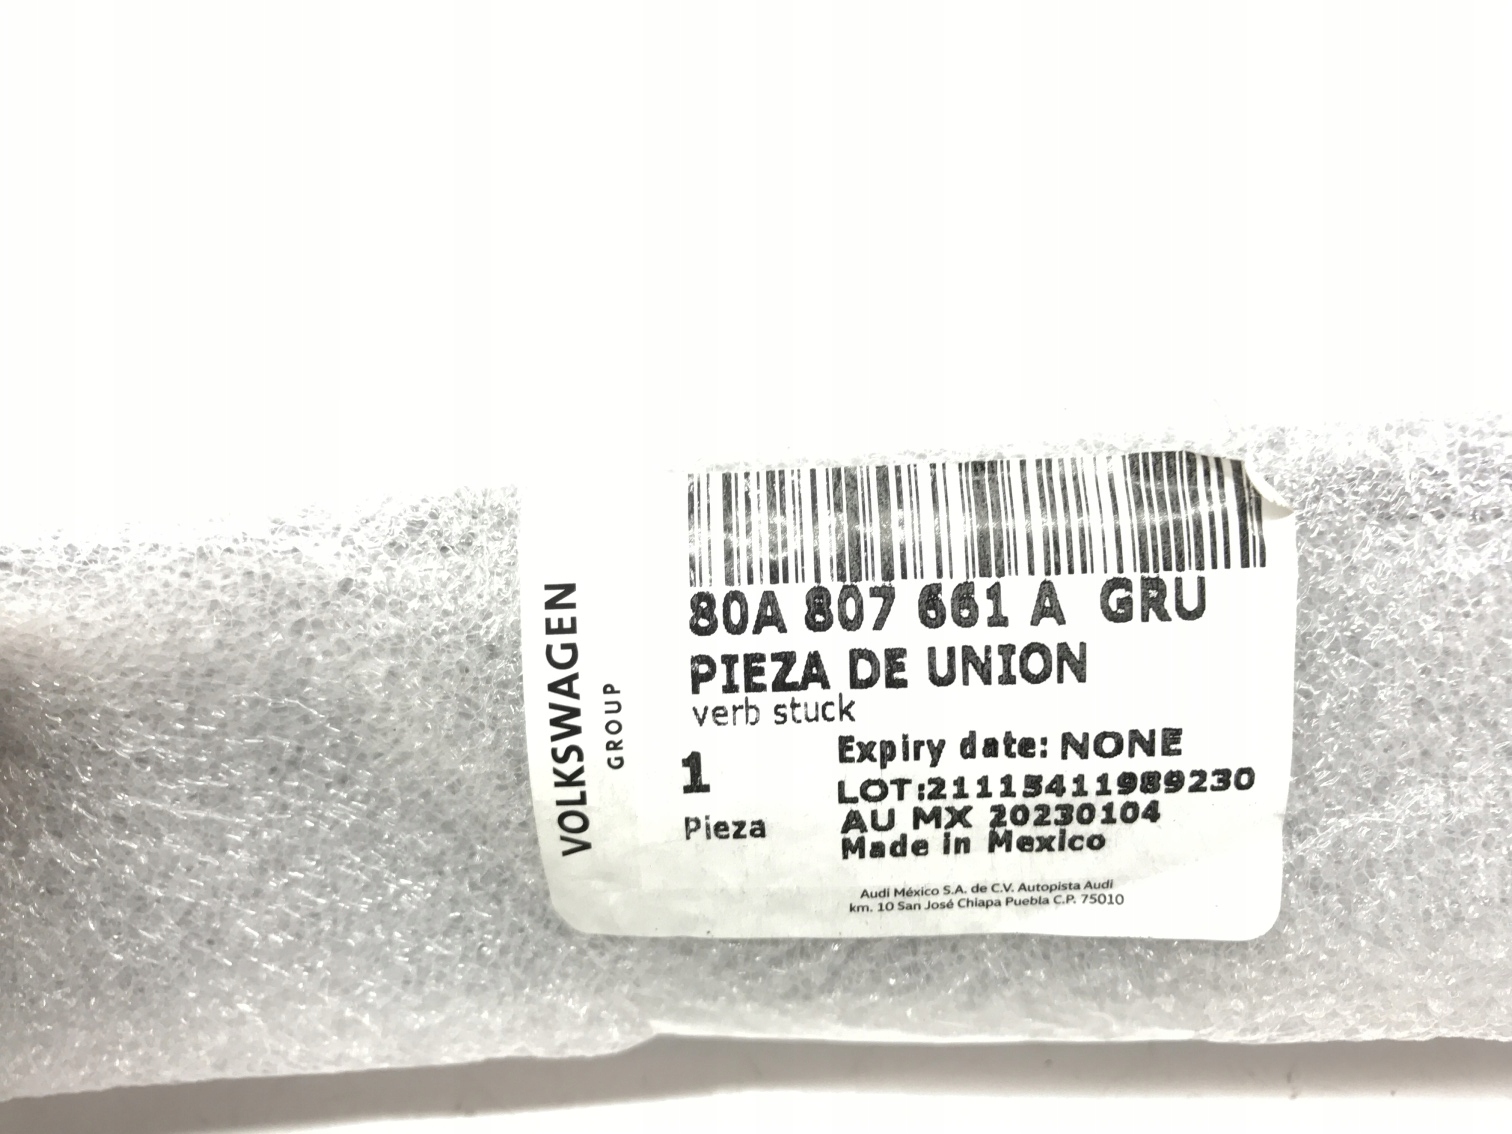 VOLKSWAGEN
GROUP
80A 807 661 A GRU
PIEZA DE UNION
verb stuck
1
Pieza
Expiry date: NONE
LOT:21115411989230
AU MX 20230104
Made in Mexico
Audi México S.A. de C.V. Autopista Audi
km. 10 San José Chiapa Puebla C.P. 75010